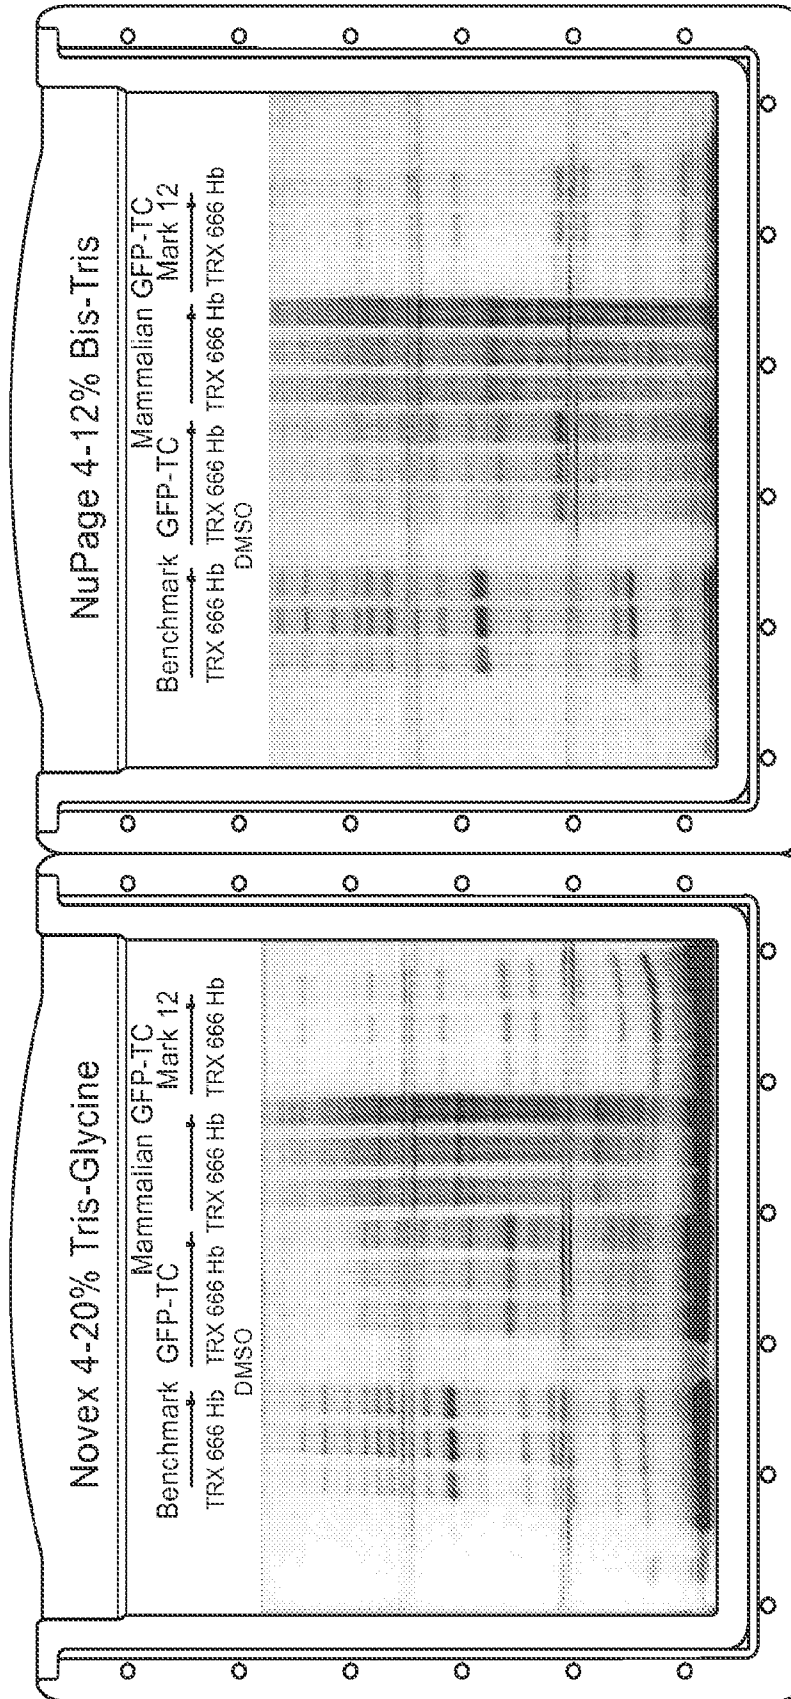 Novex 4-20% Tris-Glycine
Mammalian GFP-TC
Benchmark GFP-TC Mark 12
TRX 666 Hb TRX 666 Hb TRX 666 Hb TRX 666 Hb
DMSO
NuPage 4-12% Bis-Tris
Mammalian GFP-TC
Benchmark GFP-TC Mark 12
TRX 666 Hb TRX 666 Hb TRX 666 Hb TRX 666 Hb
DMSO